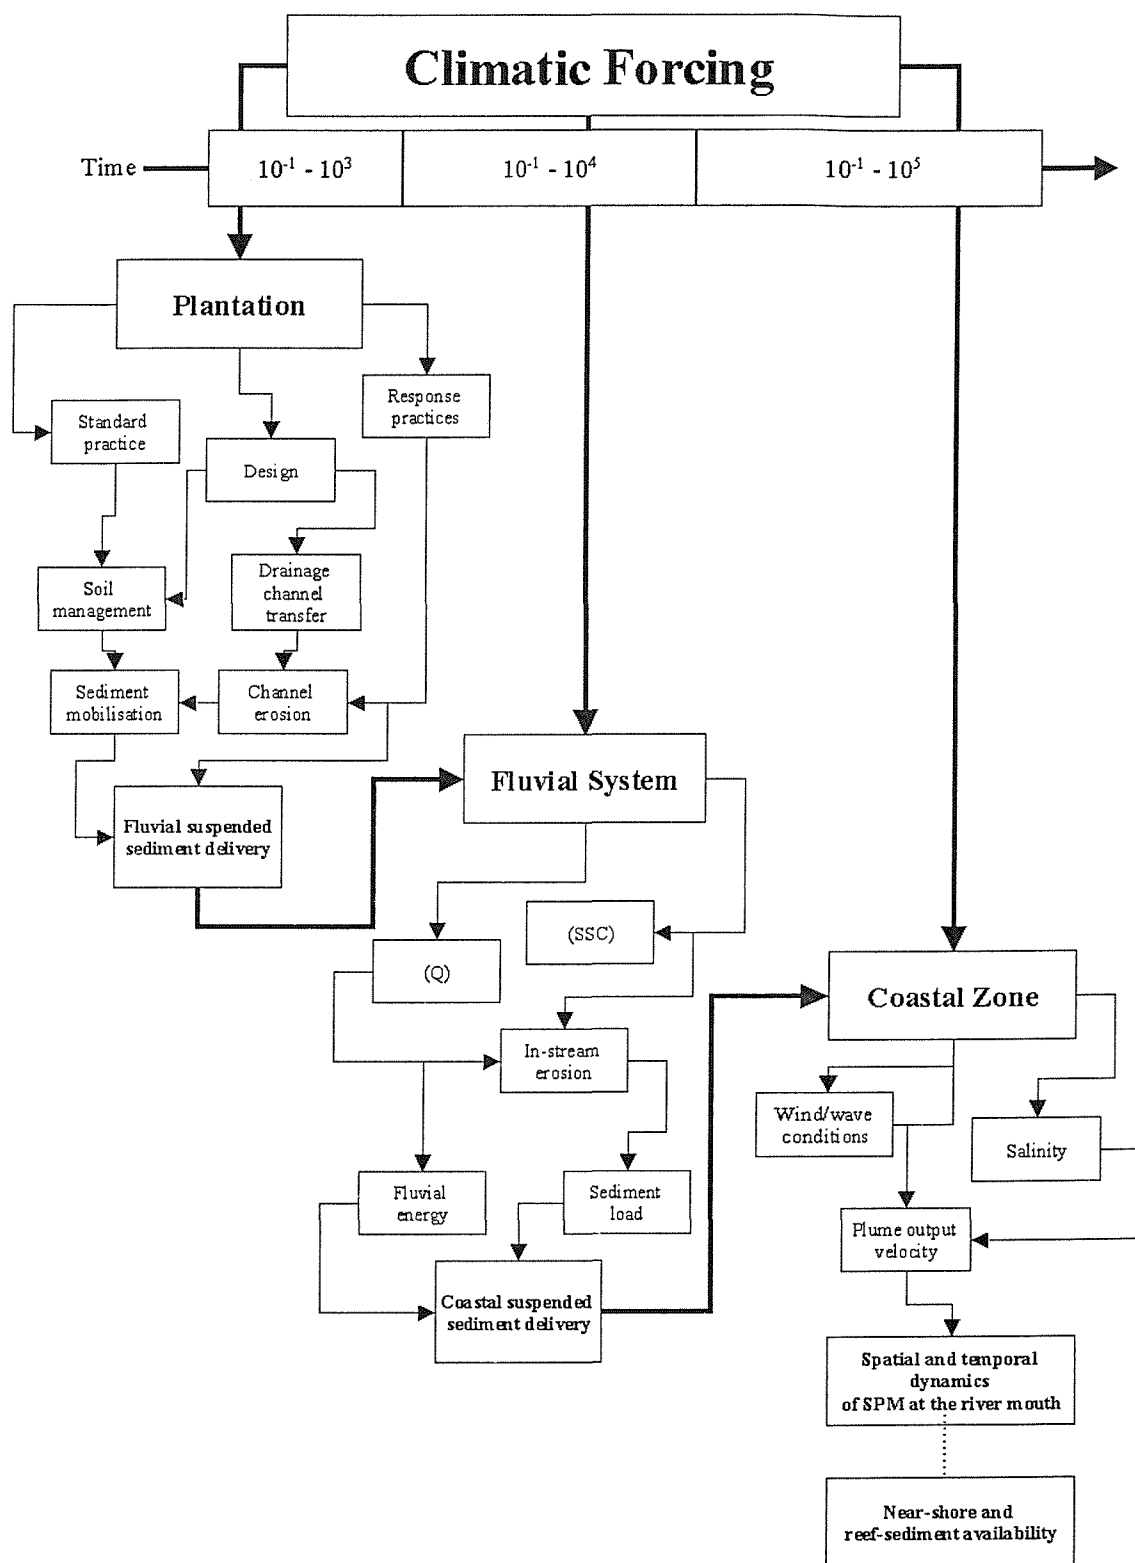 Climatic Forcing
Time
10⁻¹ - 10³
10⁻¹ - 10⁴
10⁻¹ - 10⁵
Plantation
Response
practices
Standard
practice
Design
Soil
management
Drainage
channel
transfer
Sediment
mobilisation
Channel
erosion
Fluvial System
Fluvial suspended
sediment delivery
(SSC)
(Q)
Coastal Zone
In-stream
erosion
Wind/wave
conditions
Salinity
Fluvial
energy
Sediment
load
Plume output
velocity
Coastal suspended
sediment delivery
Spatial and temporal
dynamics
of SPM at the river mouth
Near-shore and
reef-sediment availability